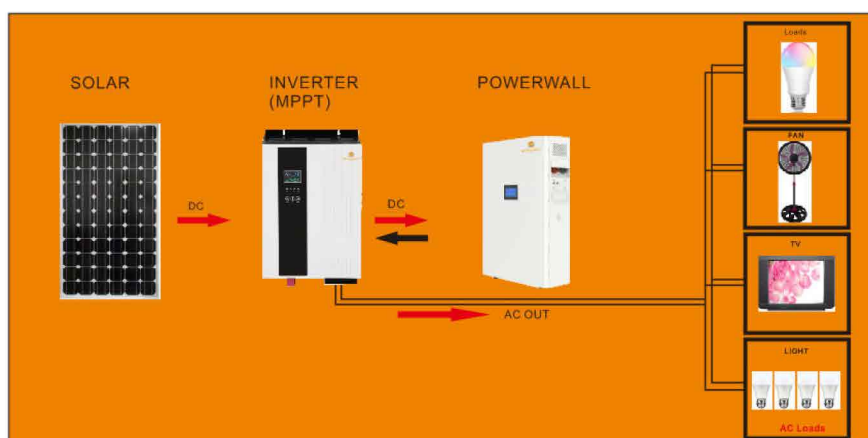 SOLAR
INVERTER
(MPPT)
POWERWALL
DC
DC
AC OUT
Loads
FAN
TV
LIGHT
AC Loads